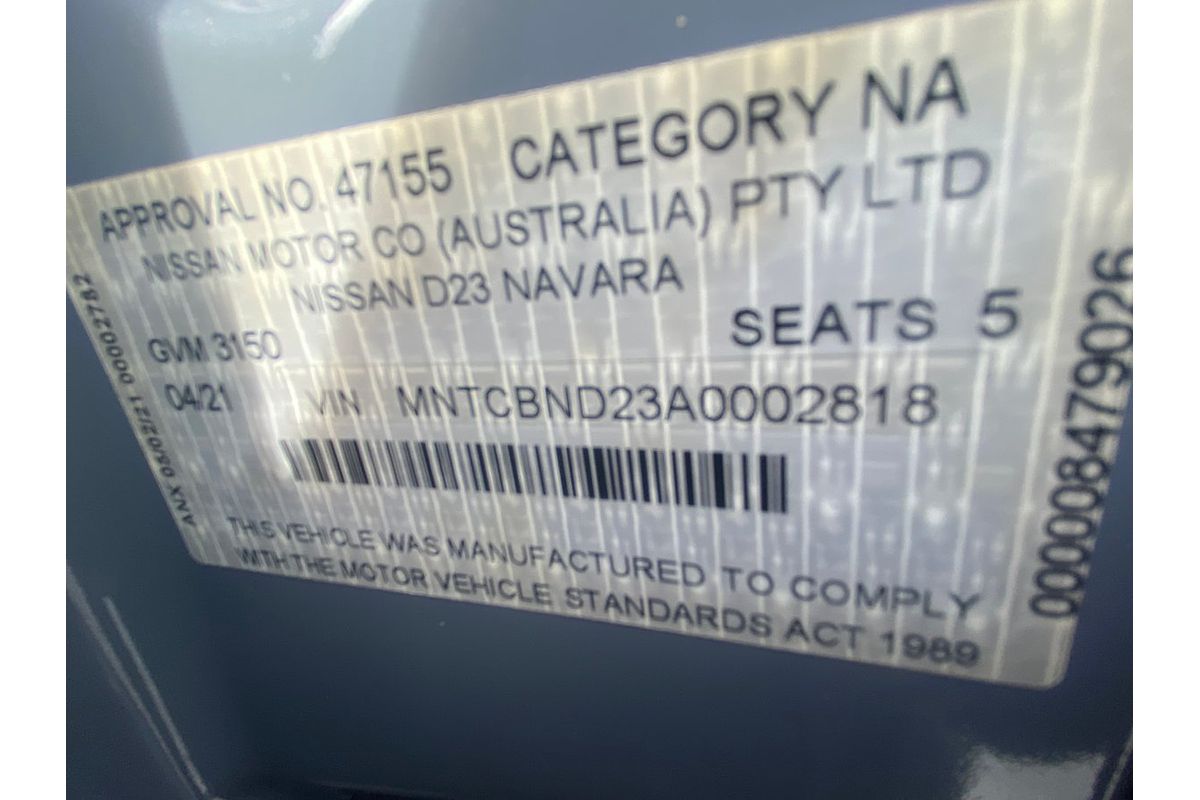 APPROVAL NO. 47155 CATEGORY NA
NISSAN MOTOR CO (AUSTRALIA) PTY LTD
NISSAN D23 NAVARA
GVM 3150 SEATS 5
04/21 VIN MNTCBND23A0002818
THIS VEHICLE WAS MANUFACTURED TO COMPLY
WITH THE MOTOR VEHICLE STANDARDS ACT 1989
ANX 05/02/21 00002782
000008479026